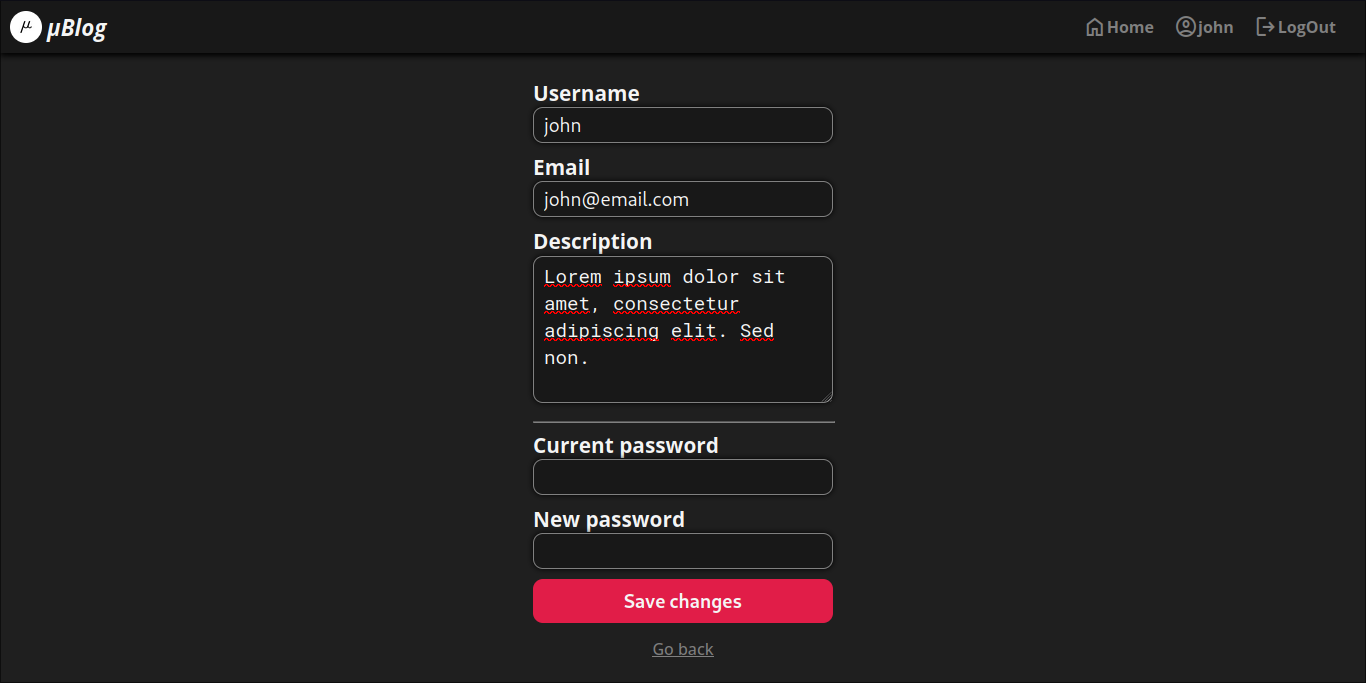 μ μBlog
Home john LogOut
Username
john
Email
john@email.com
Description
Lorem ipsum dolor sit
amet, consectetur
adipiscing elit. Sed
non.
Current password
New password
Save changes
Go back